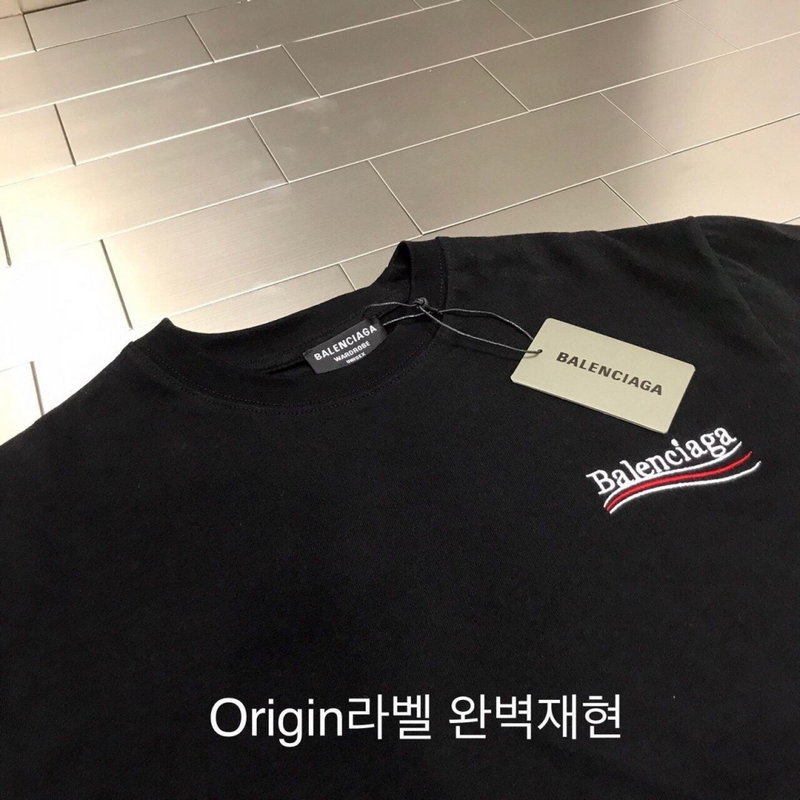 BALENCIAGA
WARDROBE
UNISEX
BALENCIAGA
Balenciaga
Origin라벨 완벽재현